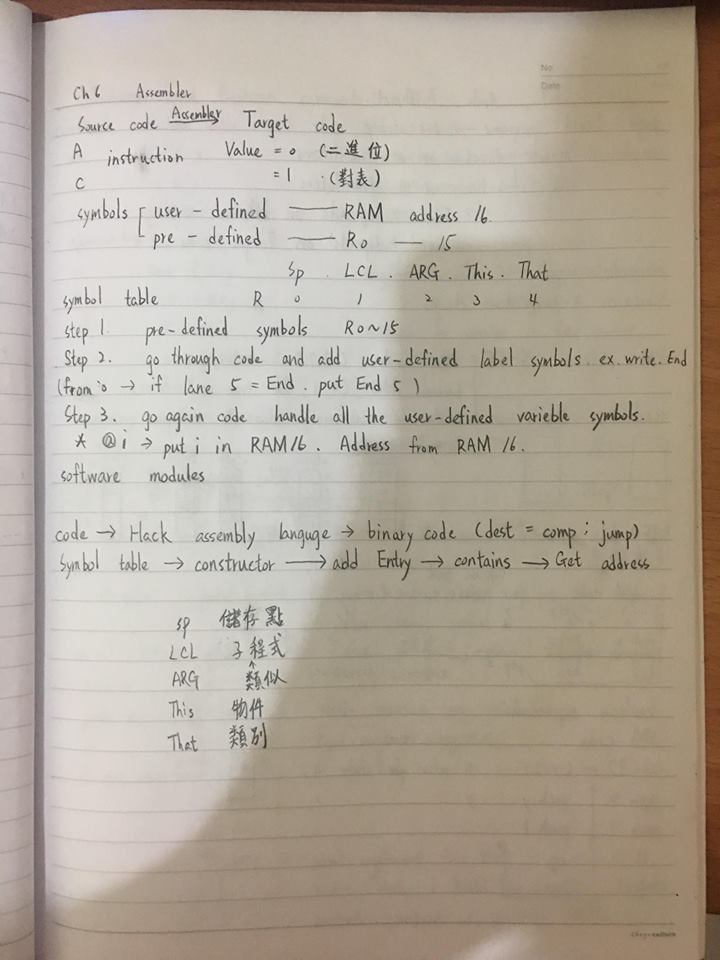 No
Date
Ch 6 Assembler
Source code Assembler → Target code
A instruction Value = 0 (二進位)
C = 1 (對表)
symbols user - defined —— RAM address 16.
pre - defined —— R0 — 15
Sp . LCL . ARG . This . That
symbol table R 0 1 2 3 4
step 1. pre-defined symbols R0~15
Step 2. go through code and add user-defined label symbols. ex. write. End
(from:0 → if lane 5 = End. put End 5)
Step 3. go again code handle all the user-defined varieble symbols.
* @i → put i in RAM16. Address from RAM 16.
software modules
code → Hack assembly languge → binary code (dest = comp ; jump)
Symbol table → constructor → add Entry → contains → Get address
sp 儲存點
LCL 子程式
↑
ARG 類似
This 物件
That 類別